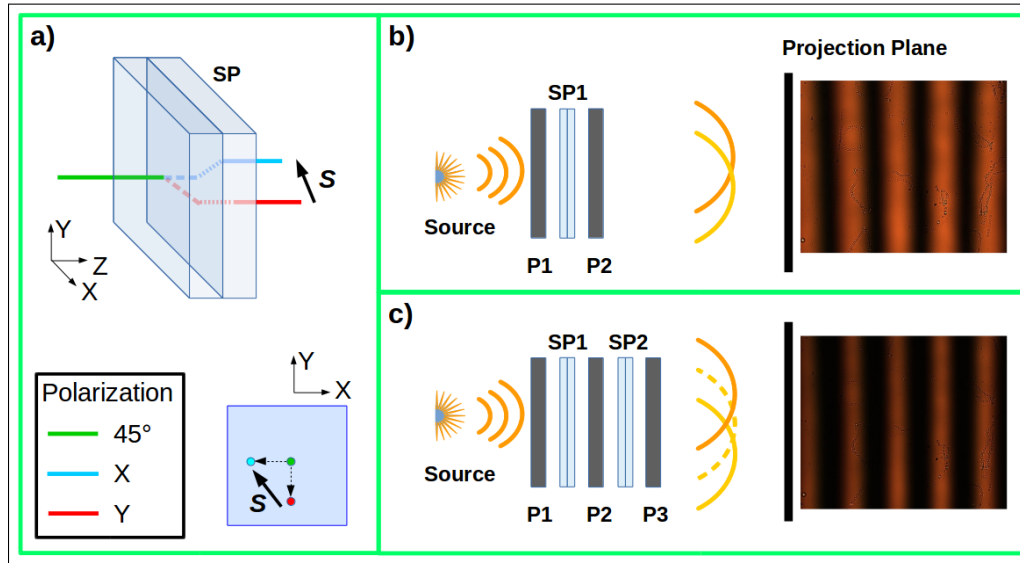 a)
SP
S
Y
Z
X
Polarization
45°
X
Y
Y
X
S
b)
Projection Plane
SP1
Source
P1 P2
c)
SP1 SP2
Source
P1 P2 P3